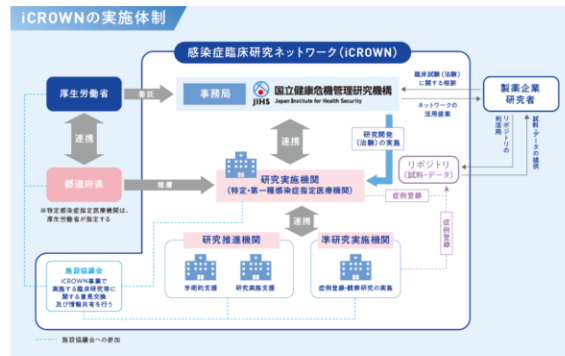 iCROWNの実施体制
感染症臨床研究ネットワーク(iCROWN)
厚生労働省
委託
事務局
JIHS
国立健康危機管理研究機構
Japan Institute for Health Security
臨床試験(治験)
に関する相談
ネットワークの
活用提案
製薬企業
研究者
連携
連携
研究開発
(治験)の実施
リポジトリの
利活用
試料・データの提供
都道府県
推薦
研究実施機関
(特定・第一種感染症指定医療機関)
リポジトリ
(試料・データ)
症例登録
症例登録
※特定感染症指定医療機関は、
厚生労働省が指定する
連携
研究推進機関
学術的支援
研究実施支援
準研究実施機関
症例登録・観察研究の実施
施設協議会
iCROWN事業で
実施する臨床研究等に
関する意見交換
及び情報共有を行う
施設協議会への参加